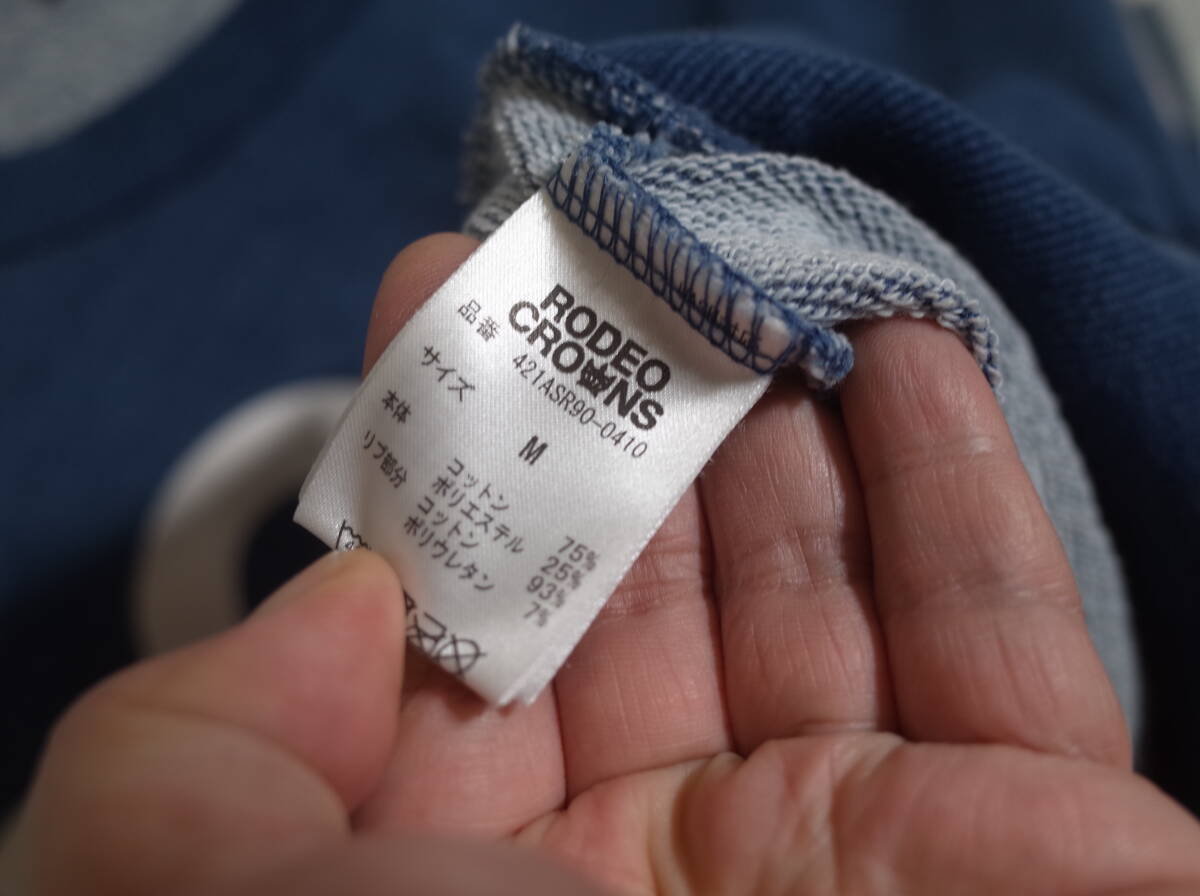 RODEO
CROWNS
品番 421ASR90-0410
サイズ M
本体 コットン 75%
ポリエステル 25%
リブ部分 コットン 93%
ポリウレタン 7%